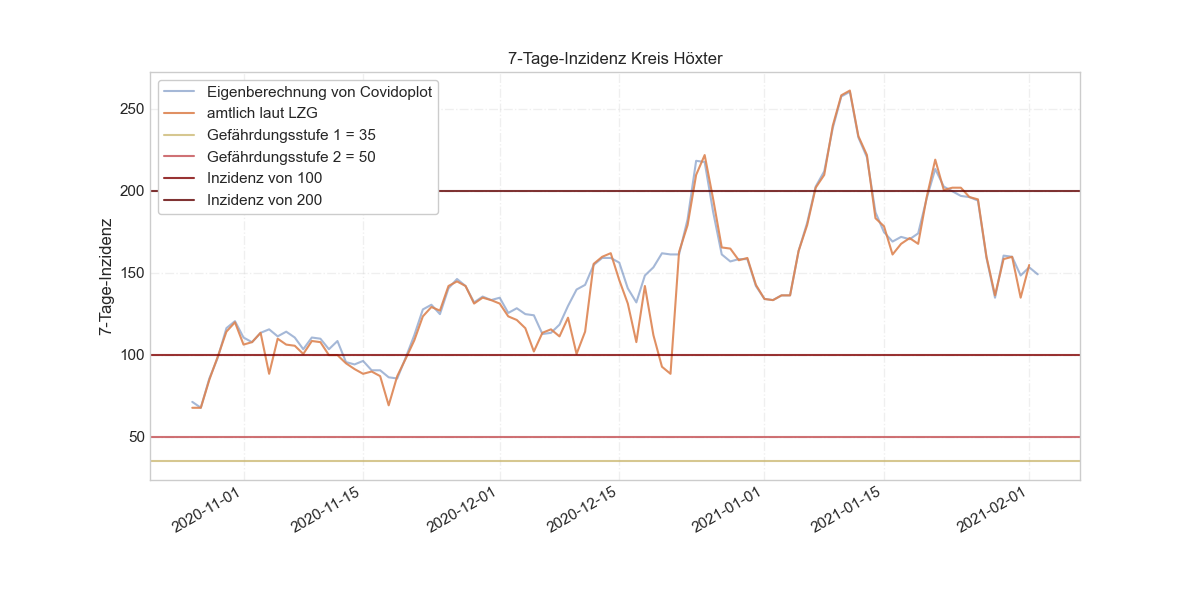 7-Tage-Inzidenz Kreis Höxter
Eigenberechnung von Covidoplot
amtlich laut LZG
Gefährdungsstufe 1 = 35
Gefährdungsstufe 2 = 50
Inzidenz von 100
Inzidenz von 200
7-Tage-Inzidenz
250
200
150
100
50
2020-11-01
2020-11-15
2020-12-01
2020-12-15
2021-01-01
2021-01-15
2021-02-01